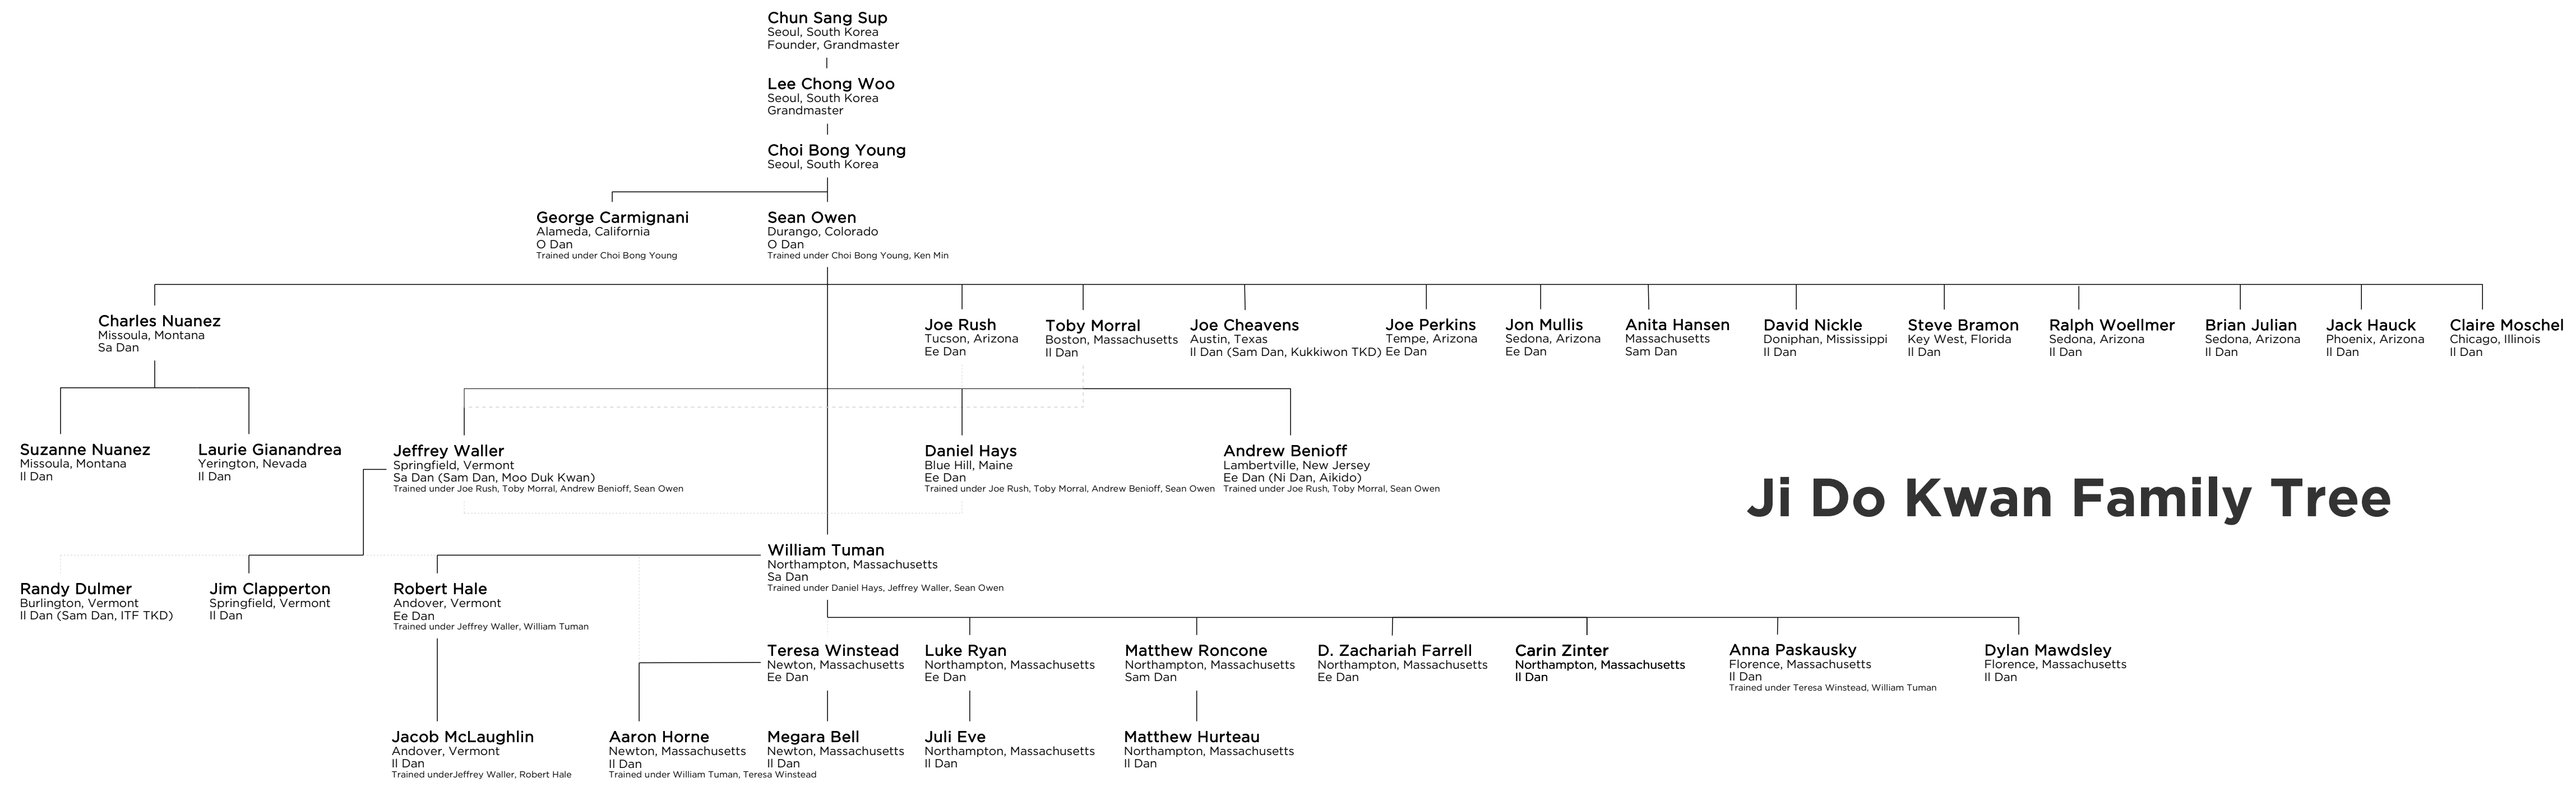 Chun Sang Sup
Seoul, South Korea
Founder, Grandmaster
Lee Chong Woo
Seoul, South Korea
Grandmaster
Choi Bong Young
Seoul, South Korea
George Carmignani
Alameda, California
O Dan
Trained under Choi Bong Young
Sean Owen
Durango, Colorado
O Dan
Trained under Choi Bong Young, Ken Min
Charles Nuanez
Missoula, Montana
Sa Dan
Joe Rush
Tucson, Arizona
Ee Dan
Toby Morral
Boston, Massachusetts
Il Dan
Joe Cheavens
Austin, Texas
Il Dan (Sam Dan, Kukkiwon TKD)
Joe Perkins
Tempe, Arizona
Ee Dan
Jon Mullis
Sedona, Arizona
Ee Dan
Anita Hansen
Massachusetts
Sam Dan
David Nickle
Doniphan, Mississippi
Il Dan
Steve Bramon
Key West, Florida
Il Dan
Ralph Woellmer
Sedona, Arizona
Il Dan
Brian Julian
Sedona, Arizona
Il Dan
Jack Hauck
Phoenix, Arizona
Il Dan
Claire Moschel
Chicago, Illinois
Il Dan
Suzanne Nuanez
Missoula, Montana
Il Dan
Laurie Gianandrea
Yerington, Nevada
Il Dan
Jeffrey Waller
Springfield, Vermont
Sa Dan (Sam Dan, Moo Duk Kwan)
Trained under Joe Rush, Toby Morral, Andrew Benioff, Sean Owen
Daniel Hays
Blue Hill, Maine
Ee Dan
Trained under Joe Rush, Toby Morral, Andrew Benioff, Sean Owen
Andrew Benioff
Lambertville, New Jersey
Ee Dan (Ni Dan, Aikido)
Trained under Joe Rush, Toby Morral, Sean Owen
Ji Do Kwan Family Tree
William Tuman
Northampton, Massachusetts
Sa Dan
Trained under Daniel Hays, Jeffrey Waller, Sean Owen
Randy Dulmer
Burlington, Vermont
Il Dan (Sam Dan, ITF TKD)
Jim Clapperton
Springfield, Vermont
Il Dan
Robert Hale
Andover, Vermont
Ee Dan
Trained under Jeffrey Waller, William Tuman
Teresa Winstead
Newton, Massachusetts
Ee Dan
Luke Ryan
Northampton, Massachusetts
Ee Dan
Matthew Roncone
Northampton, Massachusetts
Sam Dan
D. Zachariah Farrell
Northampton, Massachusetts
Ee Dan
Carin Zinter
Northampton, Massachusetts
Il Dan
Anna Paskausky
Florence, Massachusetts
Il Dan
Trained under Teresa Winstead, William Tuman
Dylan Mawdsley
Florence, Massachusetts
Il Dan
Jacob McLaughlin
Andover, Vermont
Il Dan
Trained underJeffrey Waller, Robert Hale
Aaron Horne
Newton, Massachusetts
Il Dan
Trained under William Tuman, Teresa Winstead
Megara Bell
Newton, Massachusetts
Il Dan
Juli Eve
Northampton, Massachusetts
Il Dan
Matthew Hurteau
Northampton, Massachusetts
Il Dan